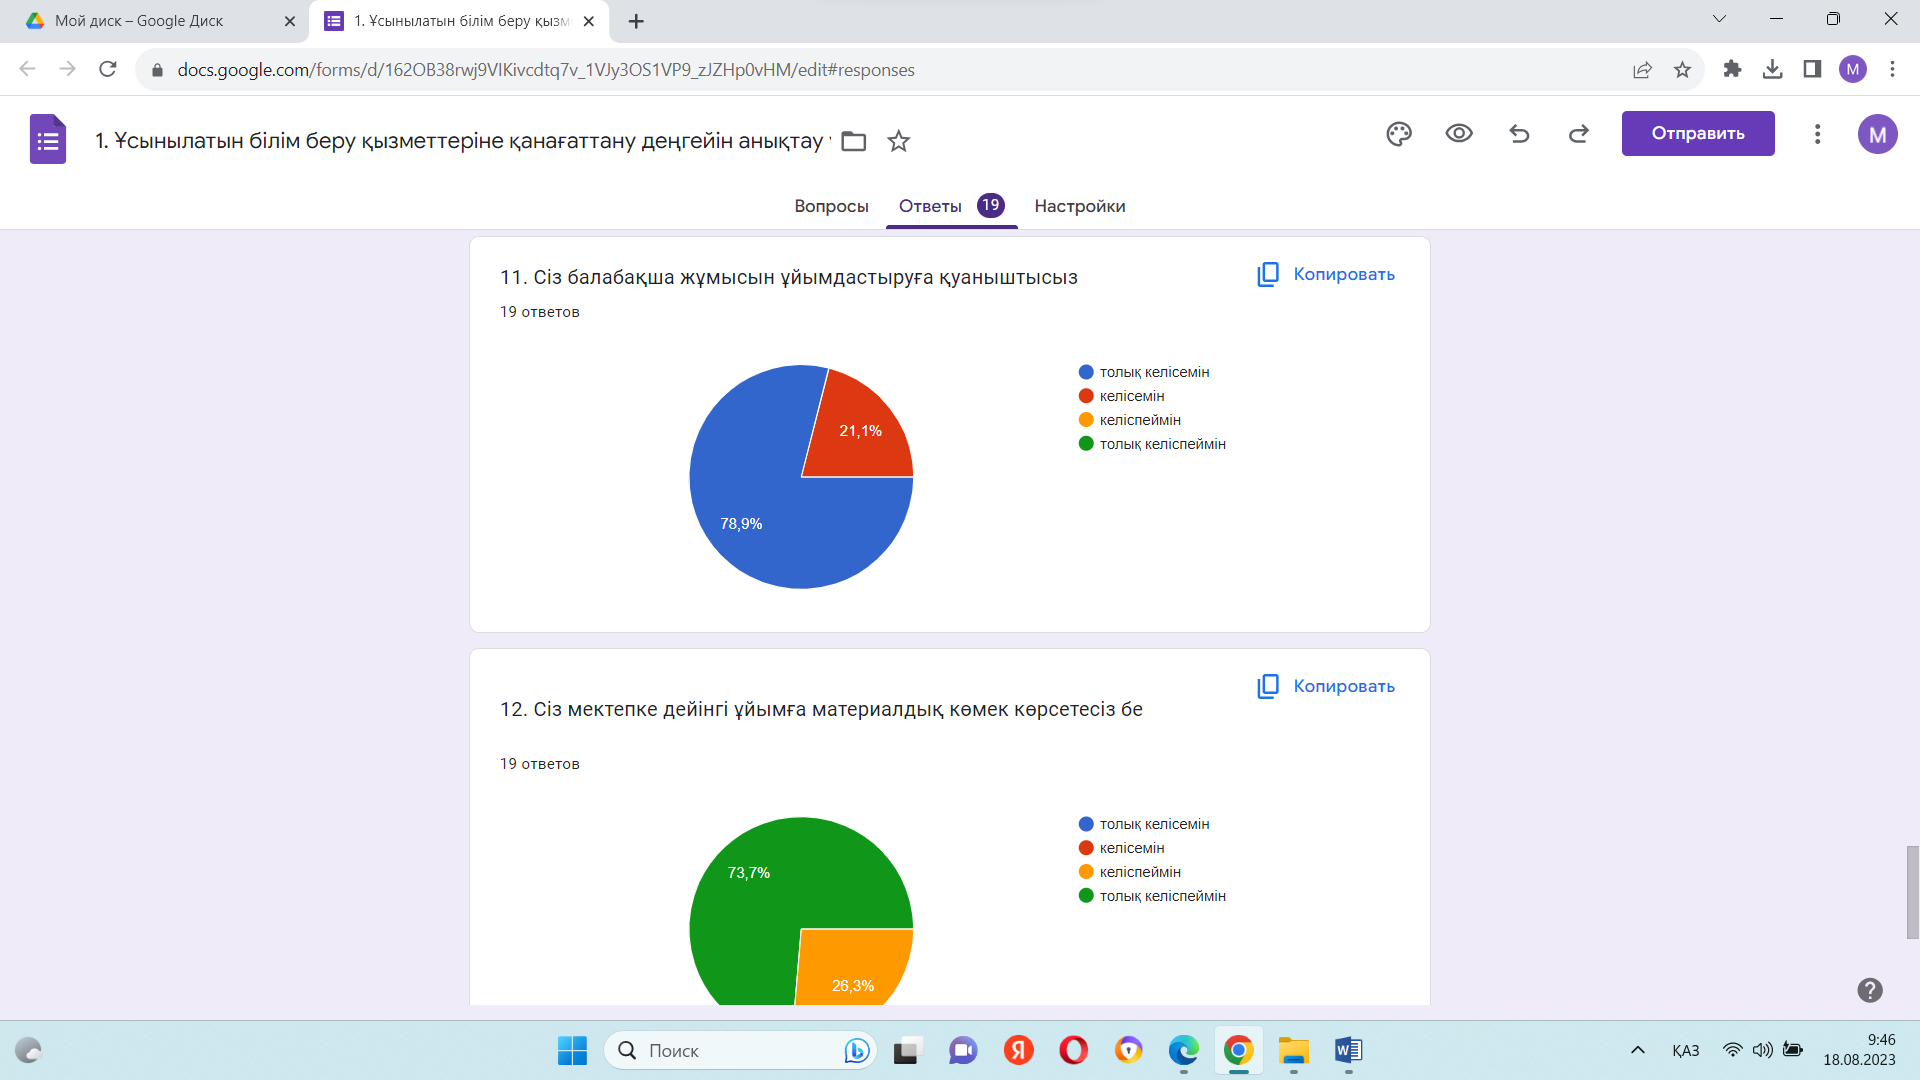 Мой диск – Google Диск
1. Ұсынылатын білім беру қызм
docs.google.com/forms/d/162OB38rwj9VIKivcdtq7v_1VJy3OS1VP9_zJZHp0vHM/edit#responses
M
1. Ұсынылатын білім беру қызметтеріне қанағаттану деңгейін анықтау
Отправить
M
Вопросы
Ответы 19
Настройки
11. Сіз балабақша жұмысын ұйымдастыруға қуаныштысыз
Копировать
19 ответов
толық келісемін
келісемін
келіспеймін
толық келіспеймін
21,1%
78,9%
Копировать
12. Сіз мектепке дейінгі ұйымға материалдық көмек көрсетесіз бе
19 ответов
толық келісемін
келісемін
келіспеймін
толық келіспеймін
73,7%
26,3%
Поиск
ҚАЗ
9:46
18.08.2023